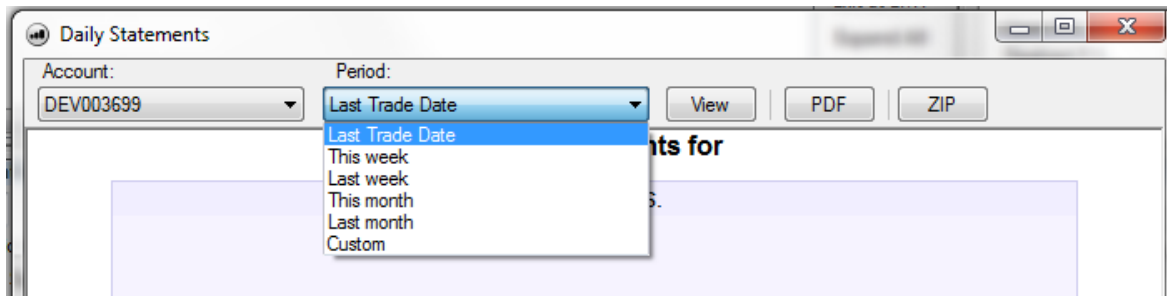 Daily Statements
Account:
Period:
DEV003699
Last Trade Date
View
PDF
ZIP
Last Trade Date
This week
Last week
This month
Last month
Custom
for